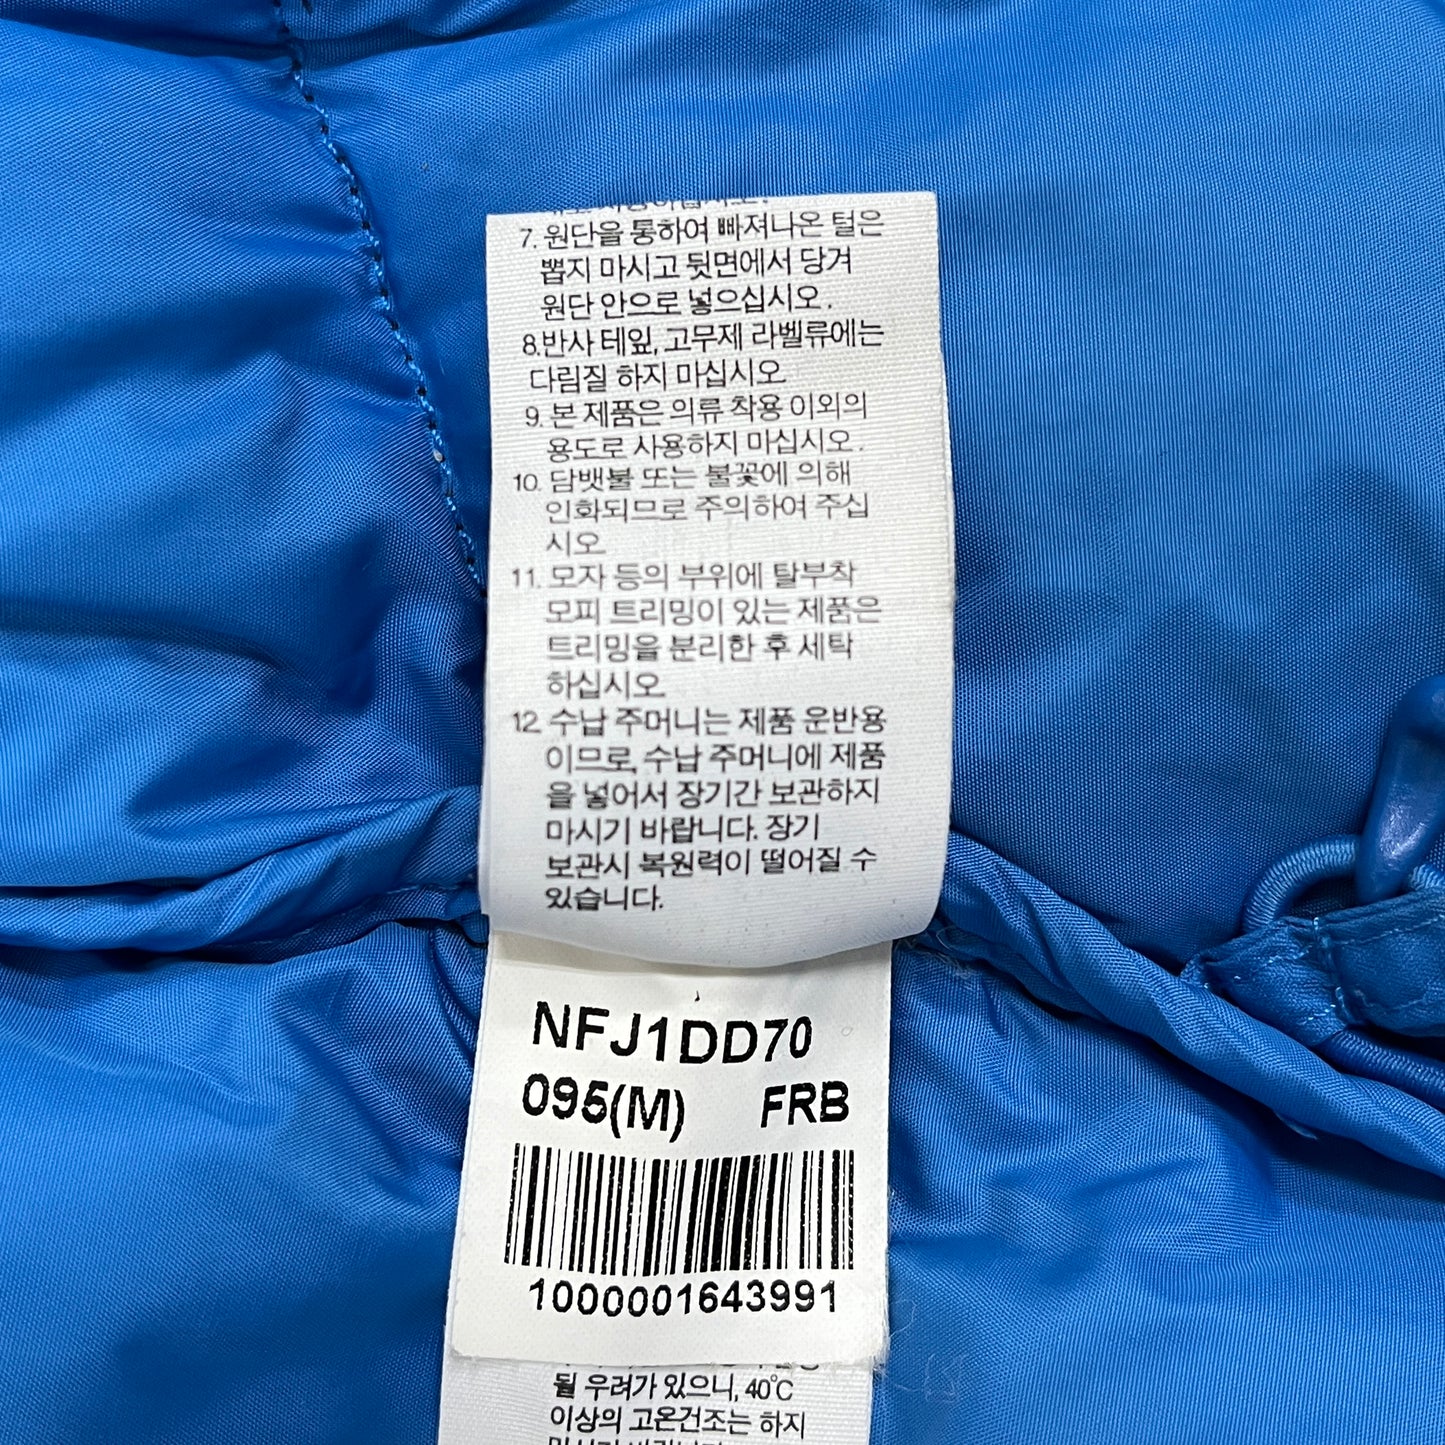 7. 원단을 통하여 빠져나온 털은
뽑지 마시고 뒷면에서 당겨
원단 안으로 넣으십시오.
8.반사 테잎, 고무제 라벨류에는
다림질 하지 마십시오
9. 본 제품은 의류 착용 이외의
용도로 사용하지 마십시오.
10. 담뱃불 또는 불꽃에 의해
인화되므로 주의하여 주십
시오
11. 모자 등의 부위에 탈부착
모피 트리밍이 있는 제품은
트리밍을 분리한 후 세탁
하십시오
12. 수납 주머니는 제품 운반용
이므로, 수납 주머니에 제품
을 넣어서 장기간 보관하지
마시기 바랍니다. 장기
보관시 복원력이 떨어질 수
있습니다.
NFJ1DD70
095(M) FRB
1000001643991
될 우려가 있으니, 40℃
이상의 고온건조는 하지